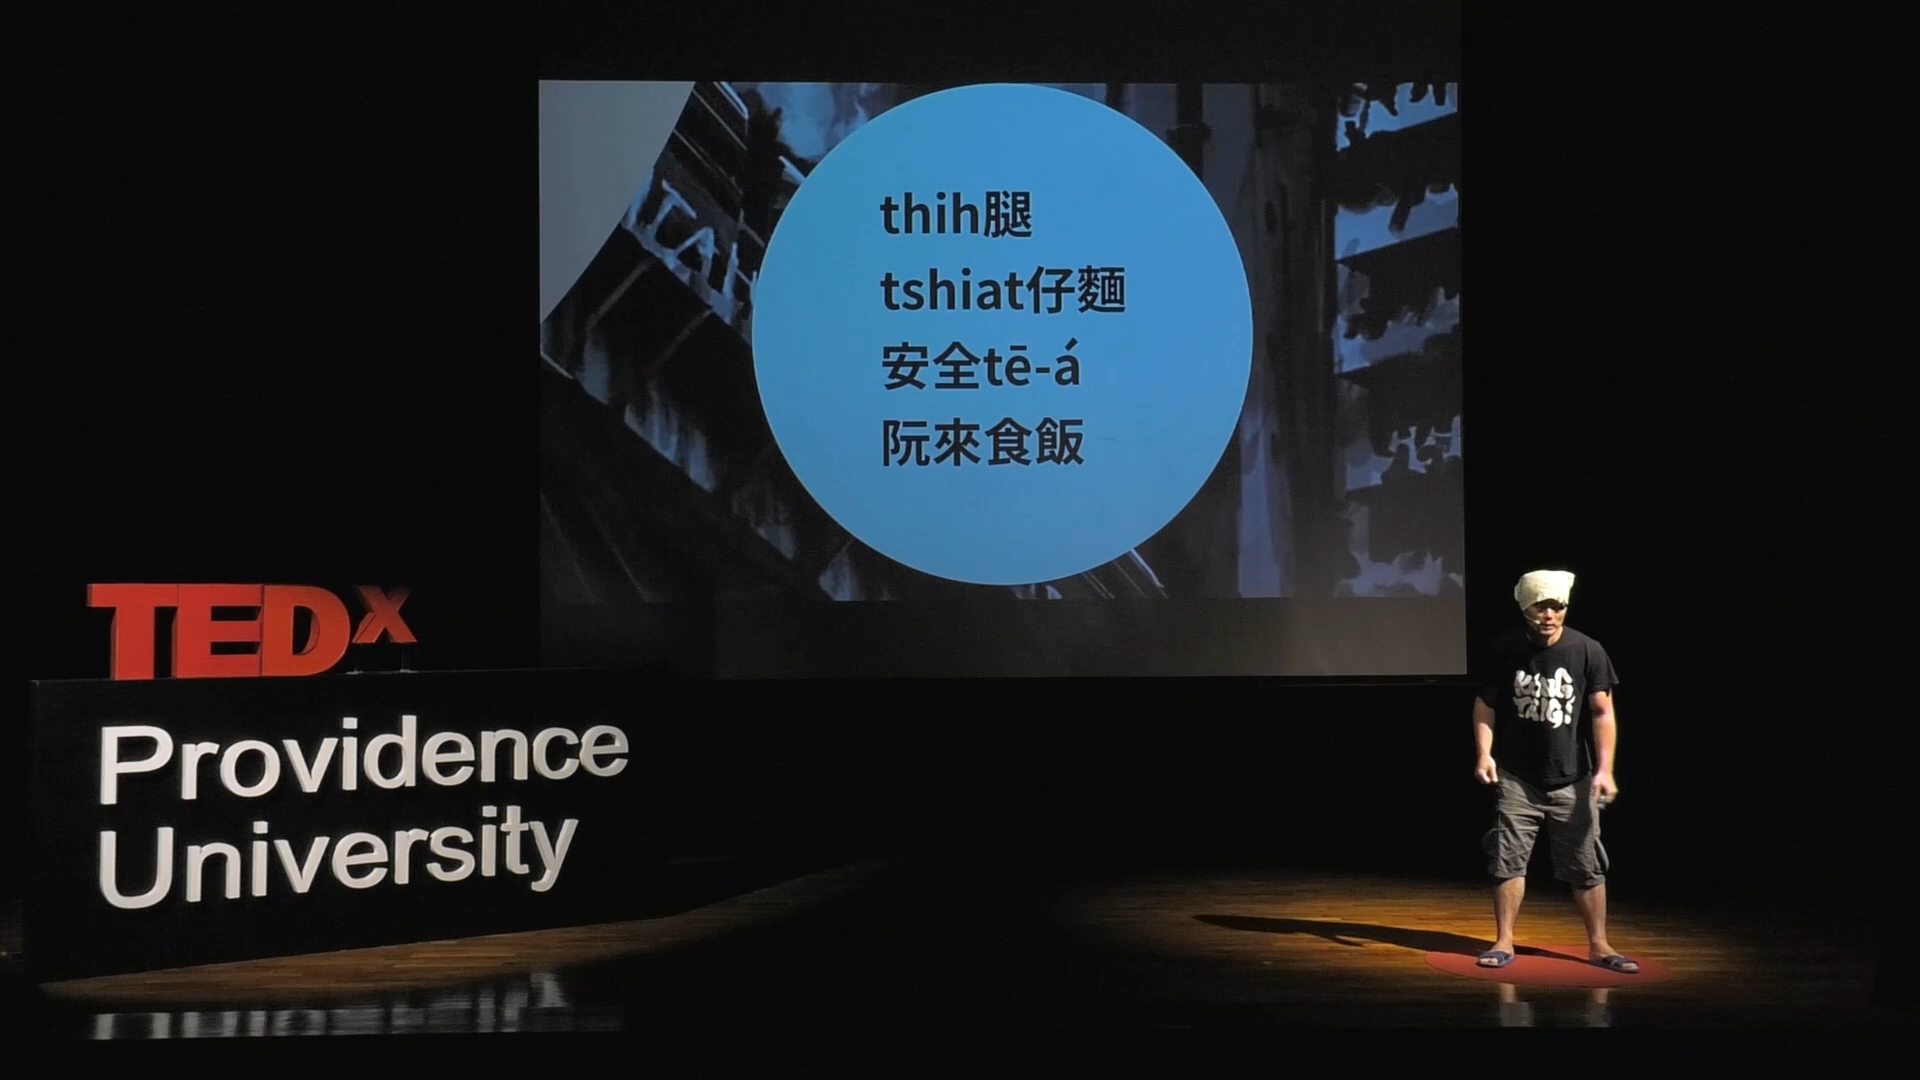 thih腿
tshiat仔麵
安全tē-á
阮來食飯
TEDx
Providence
University